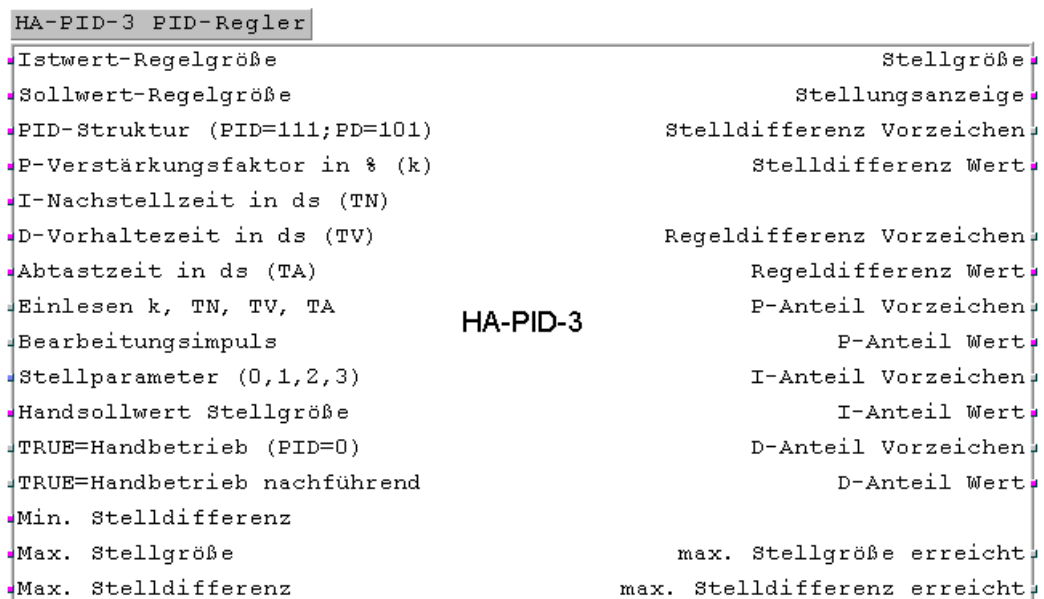 HA-PID-3 PID-Regler
Istwert-Regelgröße Stellgröße
Sollwert-Regelgröße Stellungsanzeige
PID-Struktur (PID=111;PD=101) Stelldifferenz Vorzeichen
P-Verstärkungsfaktor in % (k) Stelldifferenz Wert
I-Nachstellzeit in ds (TN)
D-Vorhaltezeit in ds (TV) Regeldifferenz Vorzeichen
Abtastzeit in ds (TA) Regeldifferenz Wert
Einlesen k, TN, TV, TA P-Anteil Vorzeichen
HA-PID-3
Bearbeitungsimpuls P-Anteil Wert
Stellparameter (0,1,2,3) I-Anteil Vorzeichen
Handsollwert Stellgröße I-Anteil Wert
TRUE=Handbetrieb (PID=0) D-Anteil Vorzeichen
TRUE=Handbetrieb nachführend D-Anteil Wert
Min. Stelldifferenz
Max. Stellgröße max. Stellgröße erreicht
Max. Stelldifferenz max. Stelldifferenz erreicht